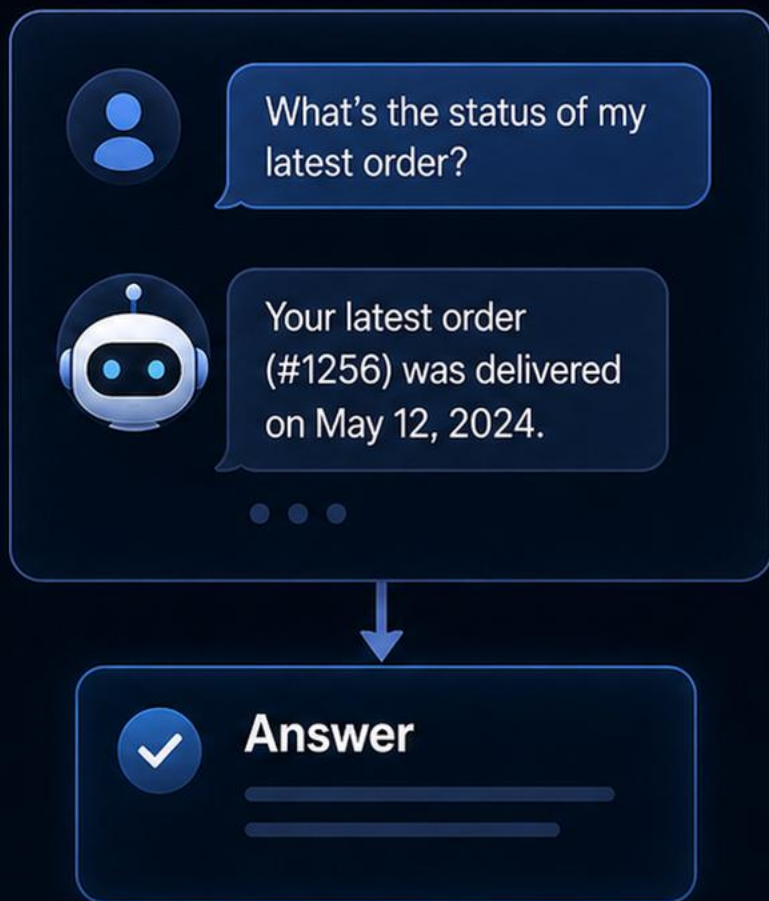 What’s the status of my
latest order?
Your latest order
(#1256) was delivered
on May 12, 2024.
Answer